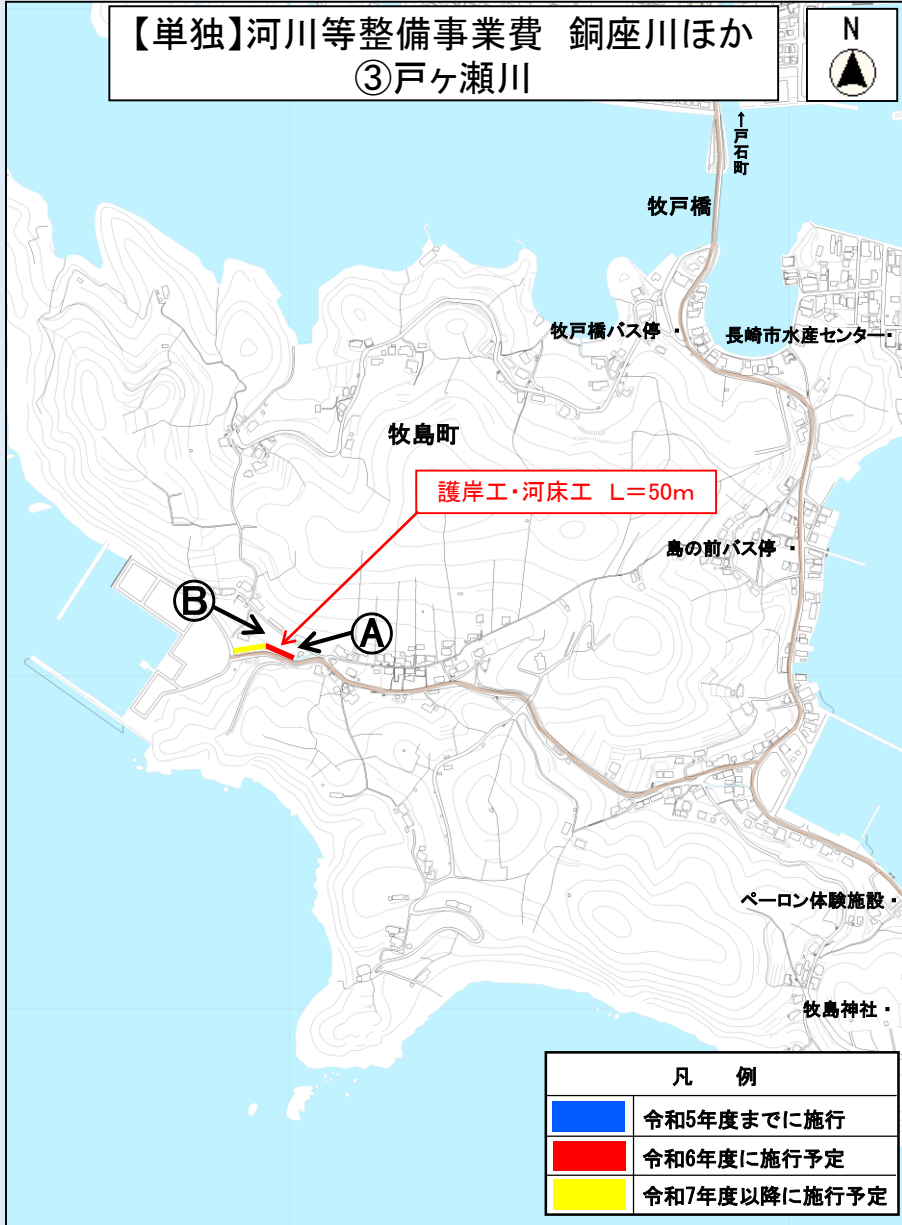 【単独】河川等整備事業費 銅座川ほか
③戸ヶ瀬川
N
↑戸石町
牧戸橋
牧戸橋バス停
長崎市水産センター
牧島町
護岸工・河床工 L=50m
島の前バス停
Ⓑ
Ⓐ
ペーロン体験施設
牧島神社
凡 例
令和5年度までに施行
令和6年度に施行予定
令和7年度以降に施行予定